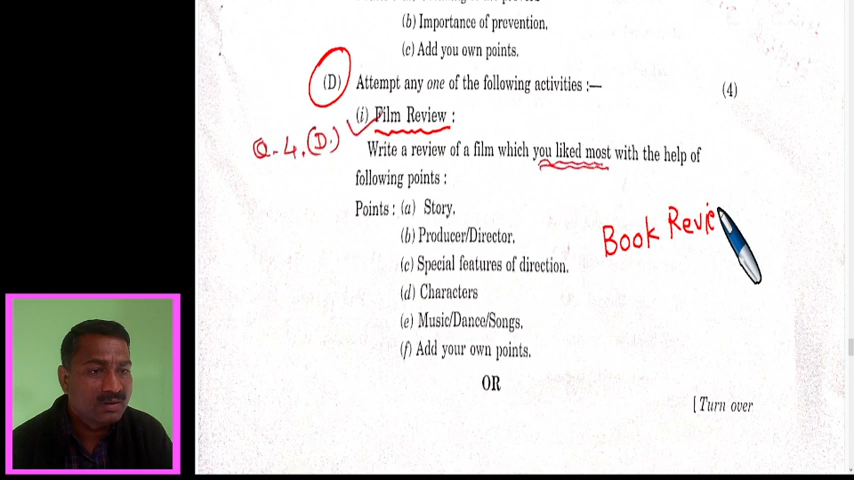 (b) Importance of prevention,
(c) Add you own points.
(D) Attempt any one of the following activities :— (4)
(i) Film Review :
Q-4.(D.)
Write a review of a film which you liked most with the help of
following points :
Points : (a) Story.
(b) Producer/Director.
Book Revie
(c) Special features of direction.
(d) Characters
(e) Music/Dance/Songs.
(f) Add your own points.
OR
[ Turn over